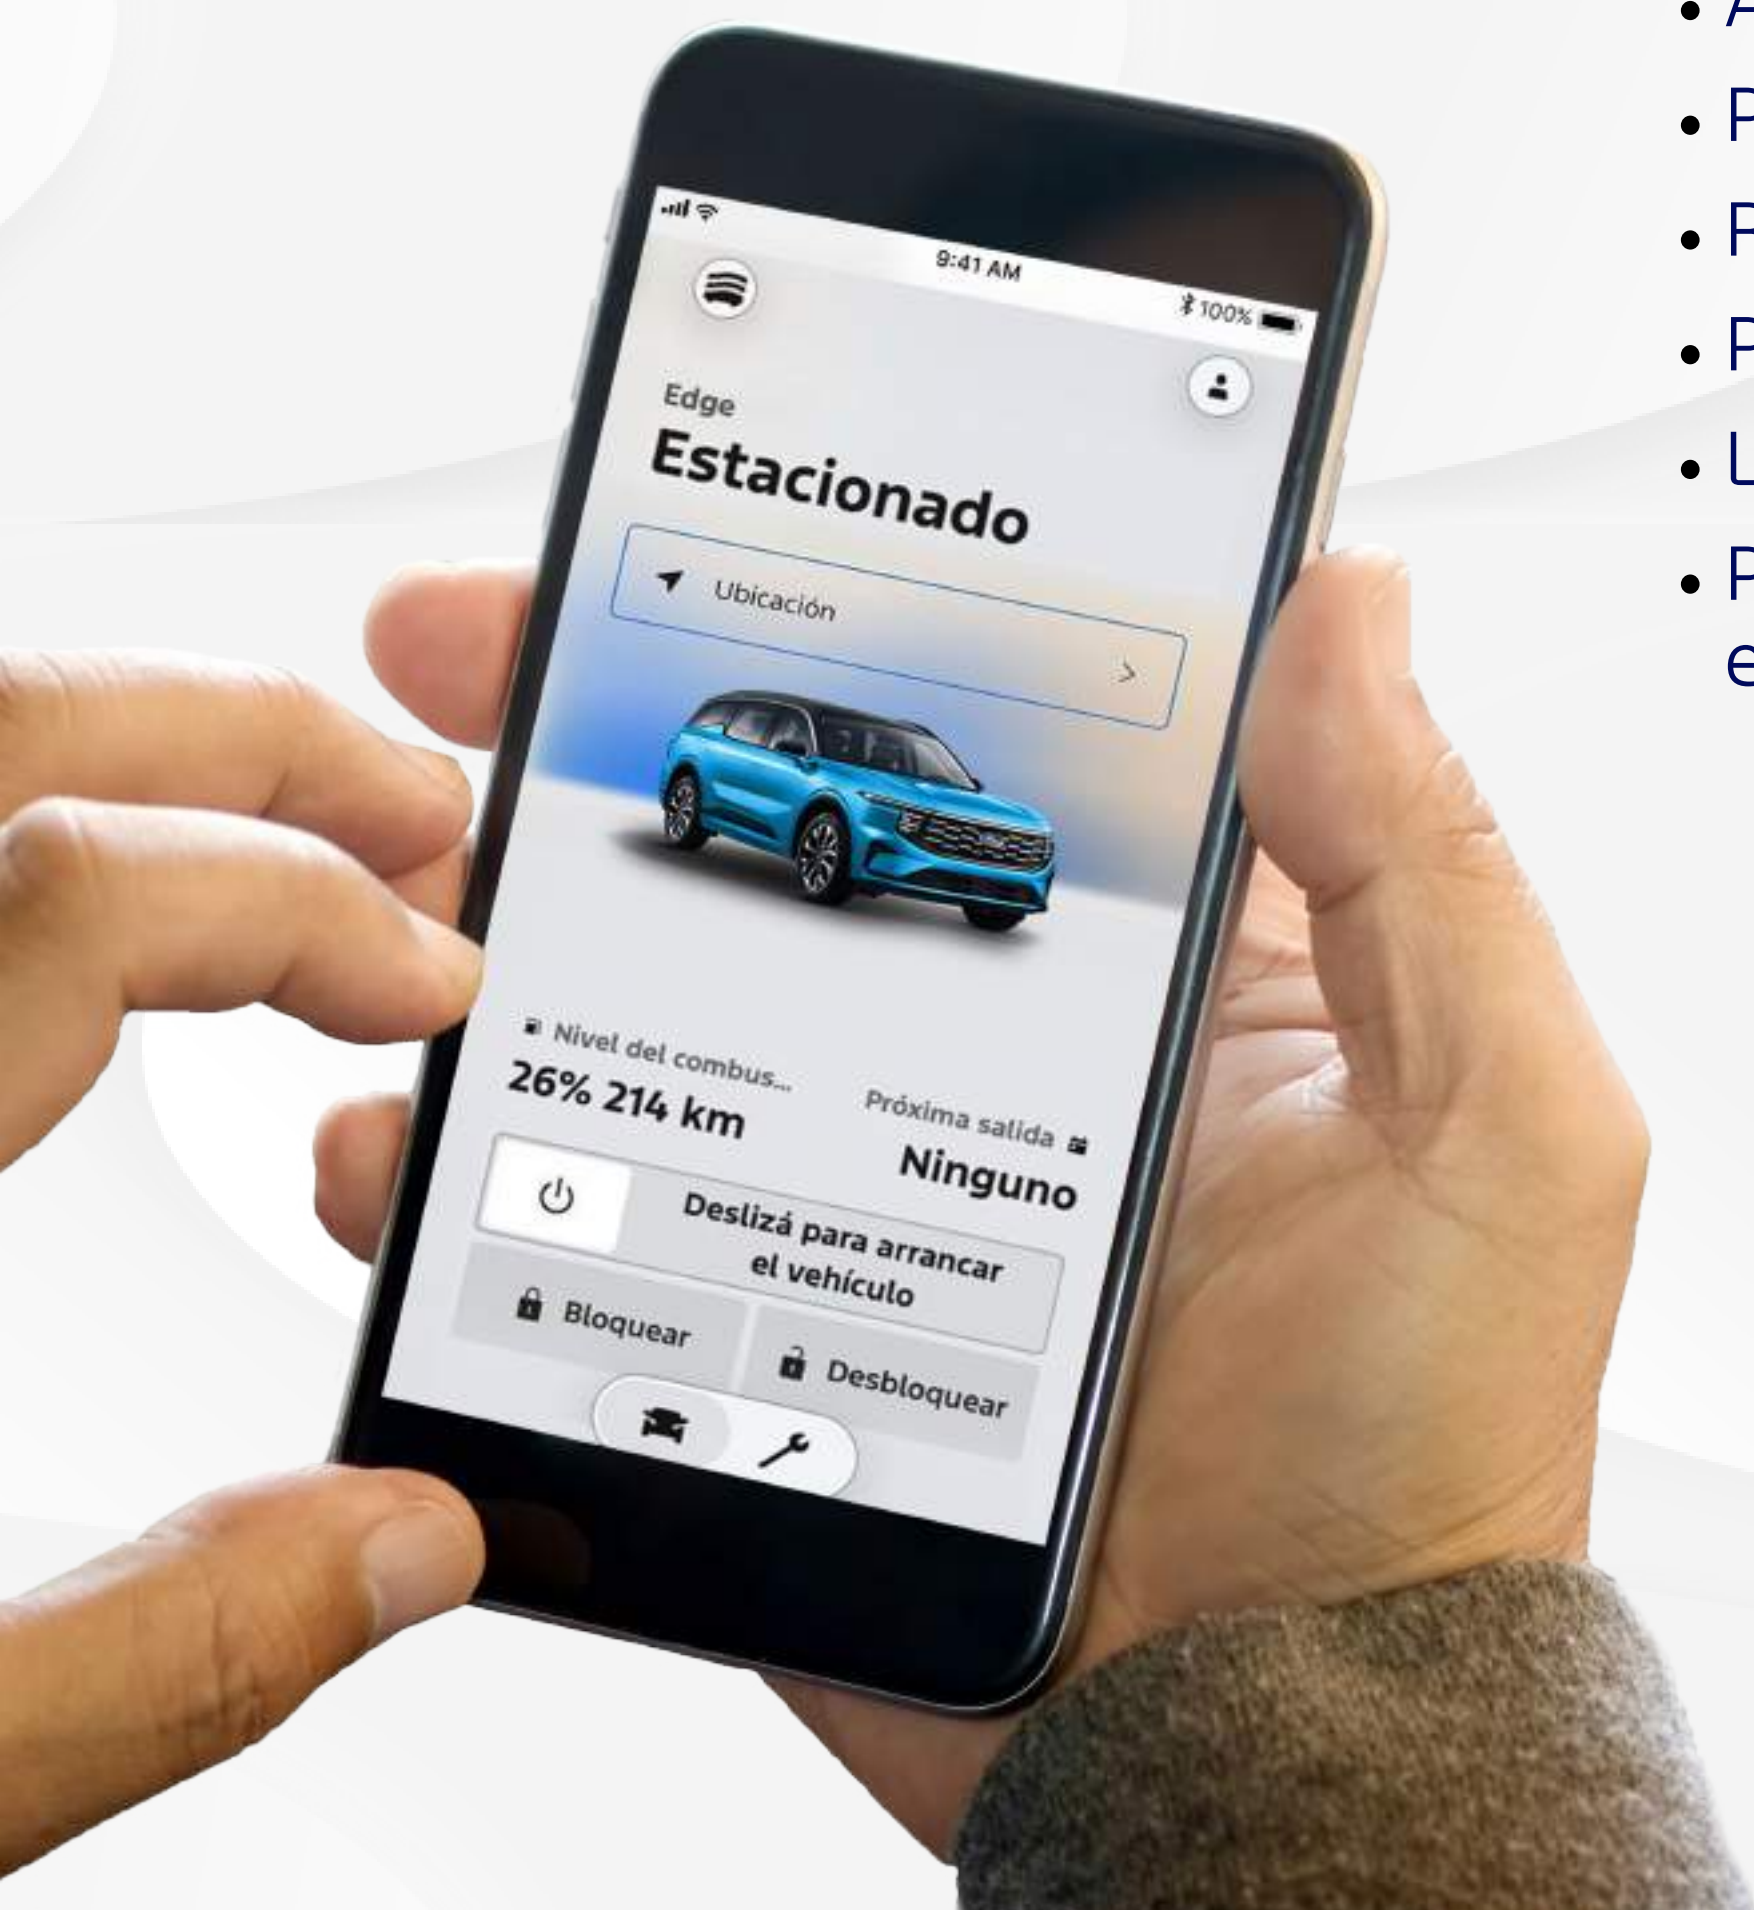 9:41 AM
100%
Edge
Estacionado
Ubicación
Nivel del combus...
26% 214 km
Próxima salida
Ninguno
Deslizá para arrancar
el vehículo
Bloquear
Desbloquear